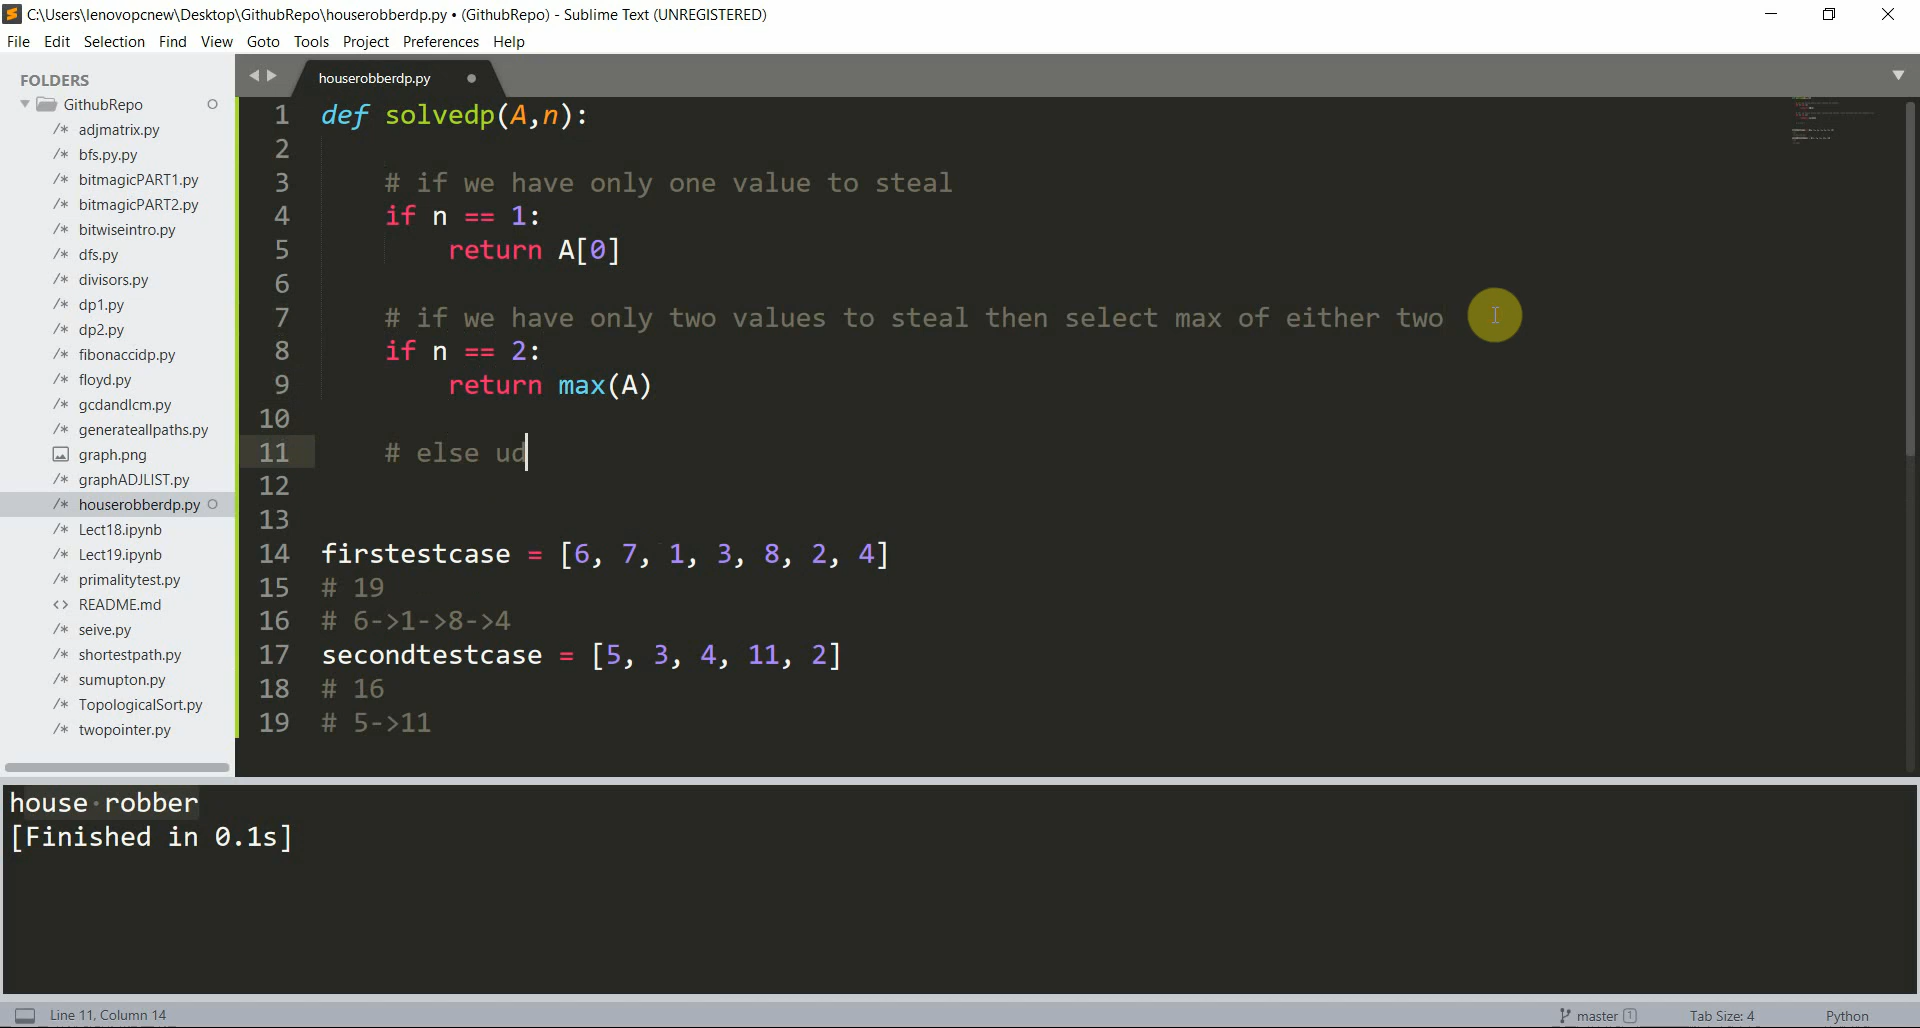 C:\Users\lenovopcnew\Desktop\GithubRepo\houserobberdp.py • (GithubRepo) - Sublime Text (UNREGISTERED)
File Edit Selection Find View Goto Tools Project Preferences Help
FOLDERS
GithubRepo
/* adjmatrix.py
/* bfs.py.py
/* bitmagicPART1.py
/* bitmagicPART2.py
/* bitwiseintro.py
/* dfs.py
/* divisors.py
/* dp1.py
/* dp2.py
/* fibonaccidp.py
/* floyd.py
/* gcdandlcm.py
/* generateallpaths.py
graph.png
/* graphADJLIST.py
/* houserobberdp.py
/* Lect18.ipynb
/* Lect19.ipynb
/* primalitytest.py
<> README.md
/* seive.py
/* shortestpath.py
/* sumupton.py
/* TopologicalSort.py
/* twopointer.py
houserobberdp.py
1 def solvedp(A,n):
2
3 # if we have only one value to steal
4 if n == 1:
5 return A[0]
6
7 # if we have only two values to steal then select max of either two
8 if n == 2:
9 return max(A)
10
11 # else ud
12
13
14 firstestcase = [6, 7, 1, 3, 8, 2, 4]
15 # 19
16 # 6->1->8->4
17 secondtestcase = [5, 3, 4, 11, 2]
18 # 16
19 # 5->11
house·robber
[Finished in 0.1s]
Line 11, Column 14
master 1
Tab Size: 4
Python